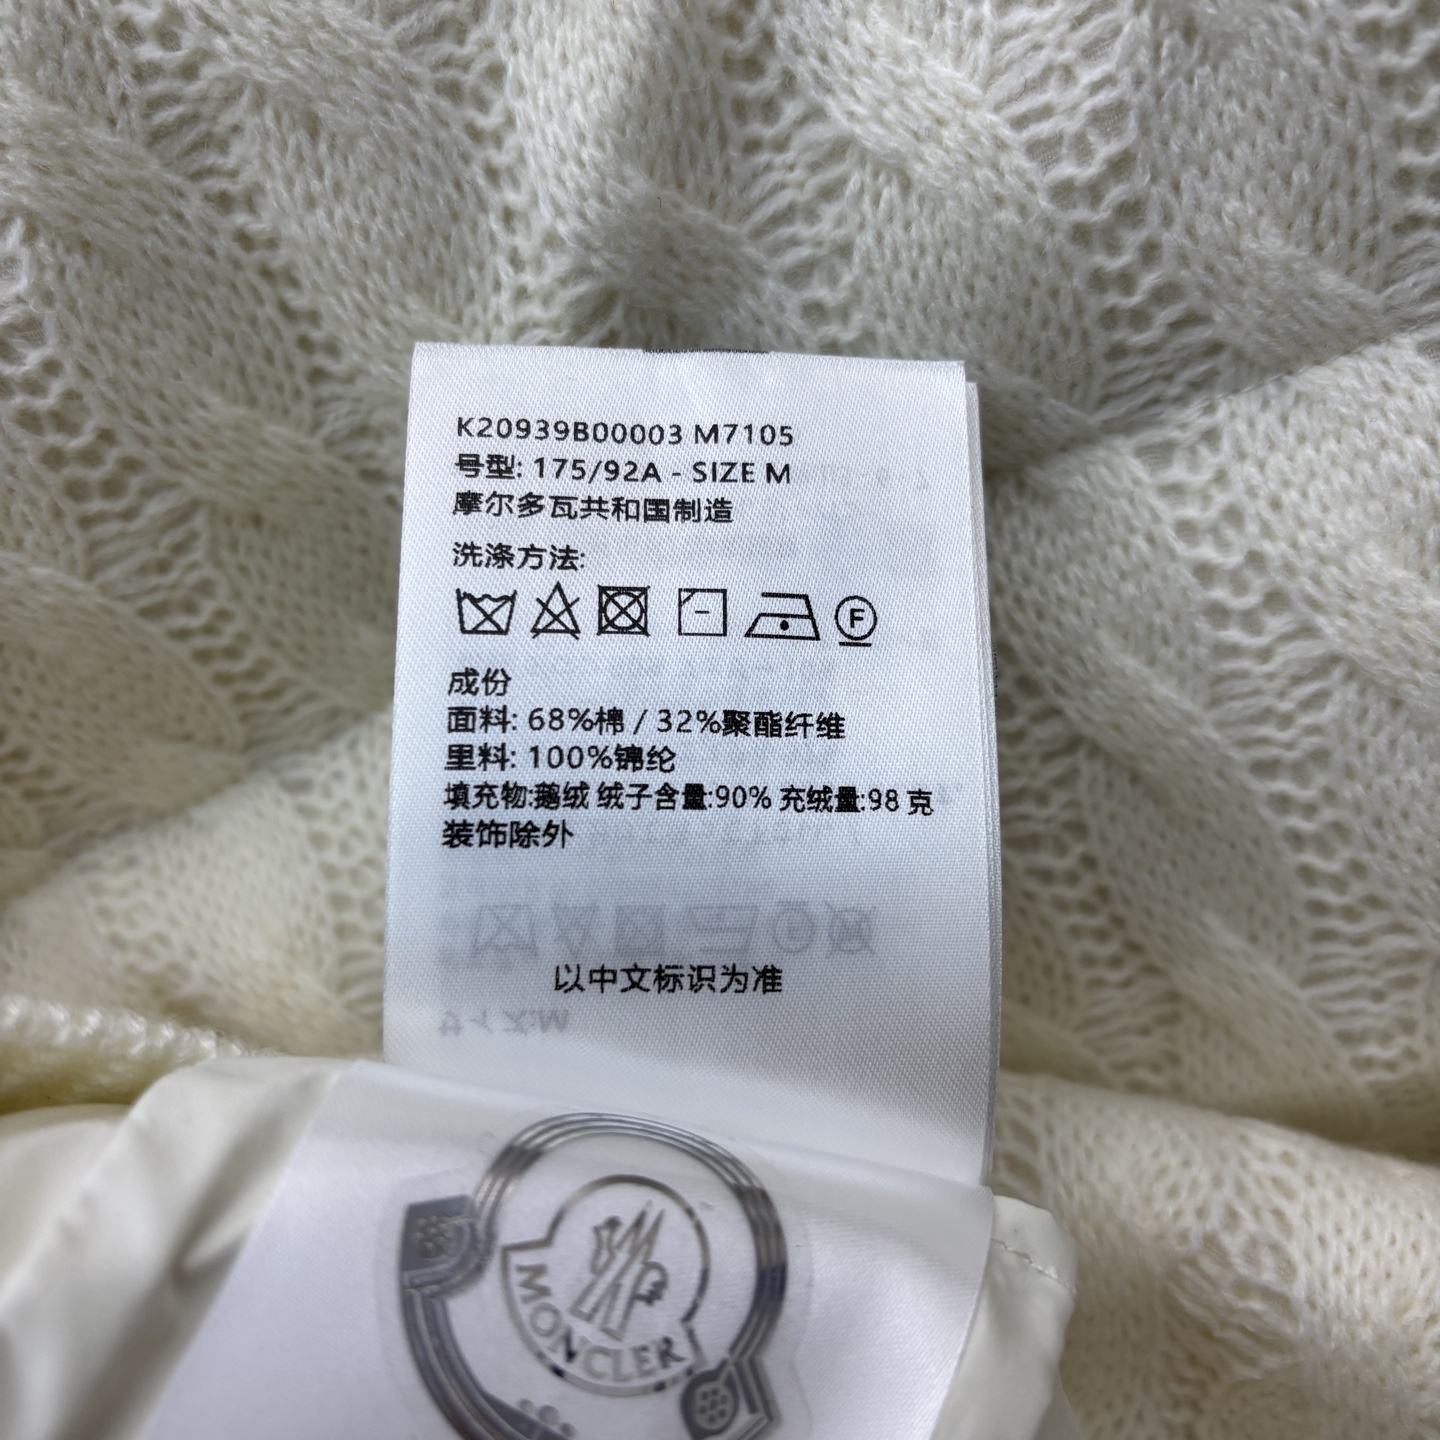 K20939B00003 M7105
号型: 175/92A - SIZE M
摩尔多瓦共和国制造
洗涤方法:
F
成份
面料: 68%棉 / 32%聚酯纤维
里料: 100%锦纶
填充物:鹅绒 绒子含量:90% 充绒量:98 克
装饰除外
以中文标识为准
サイズ:M
MONCLER